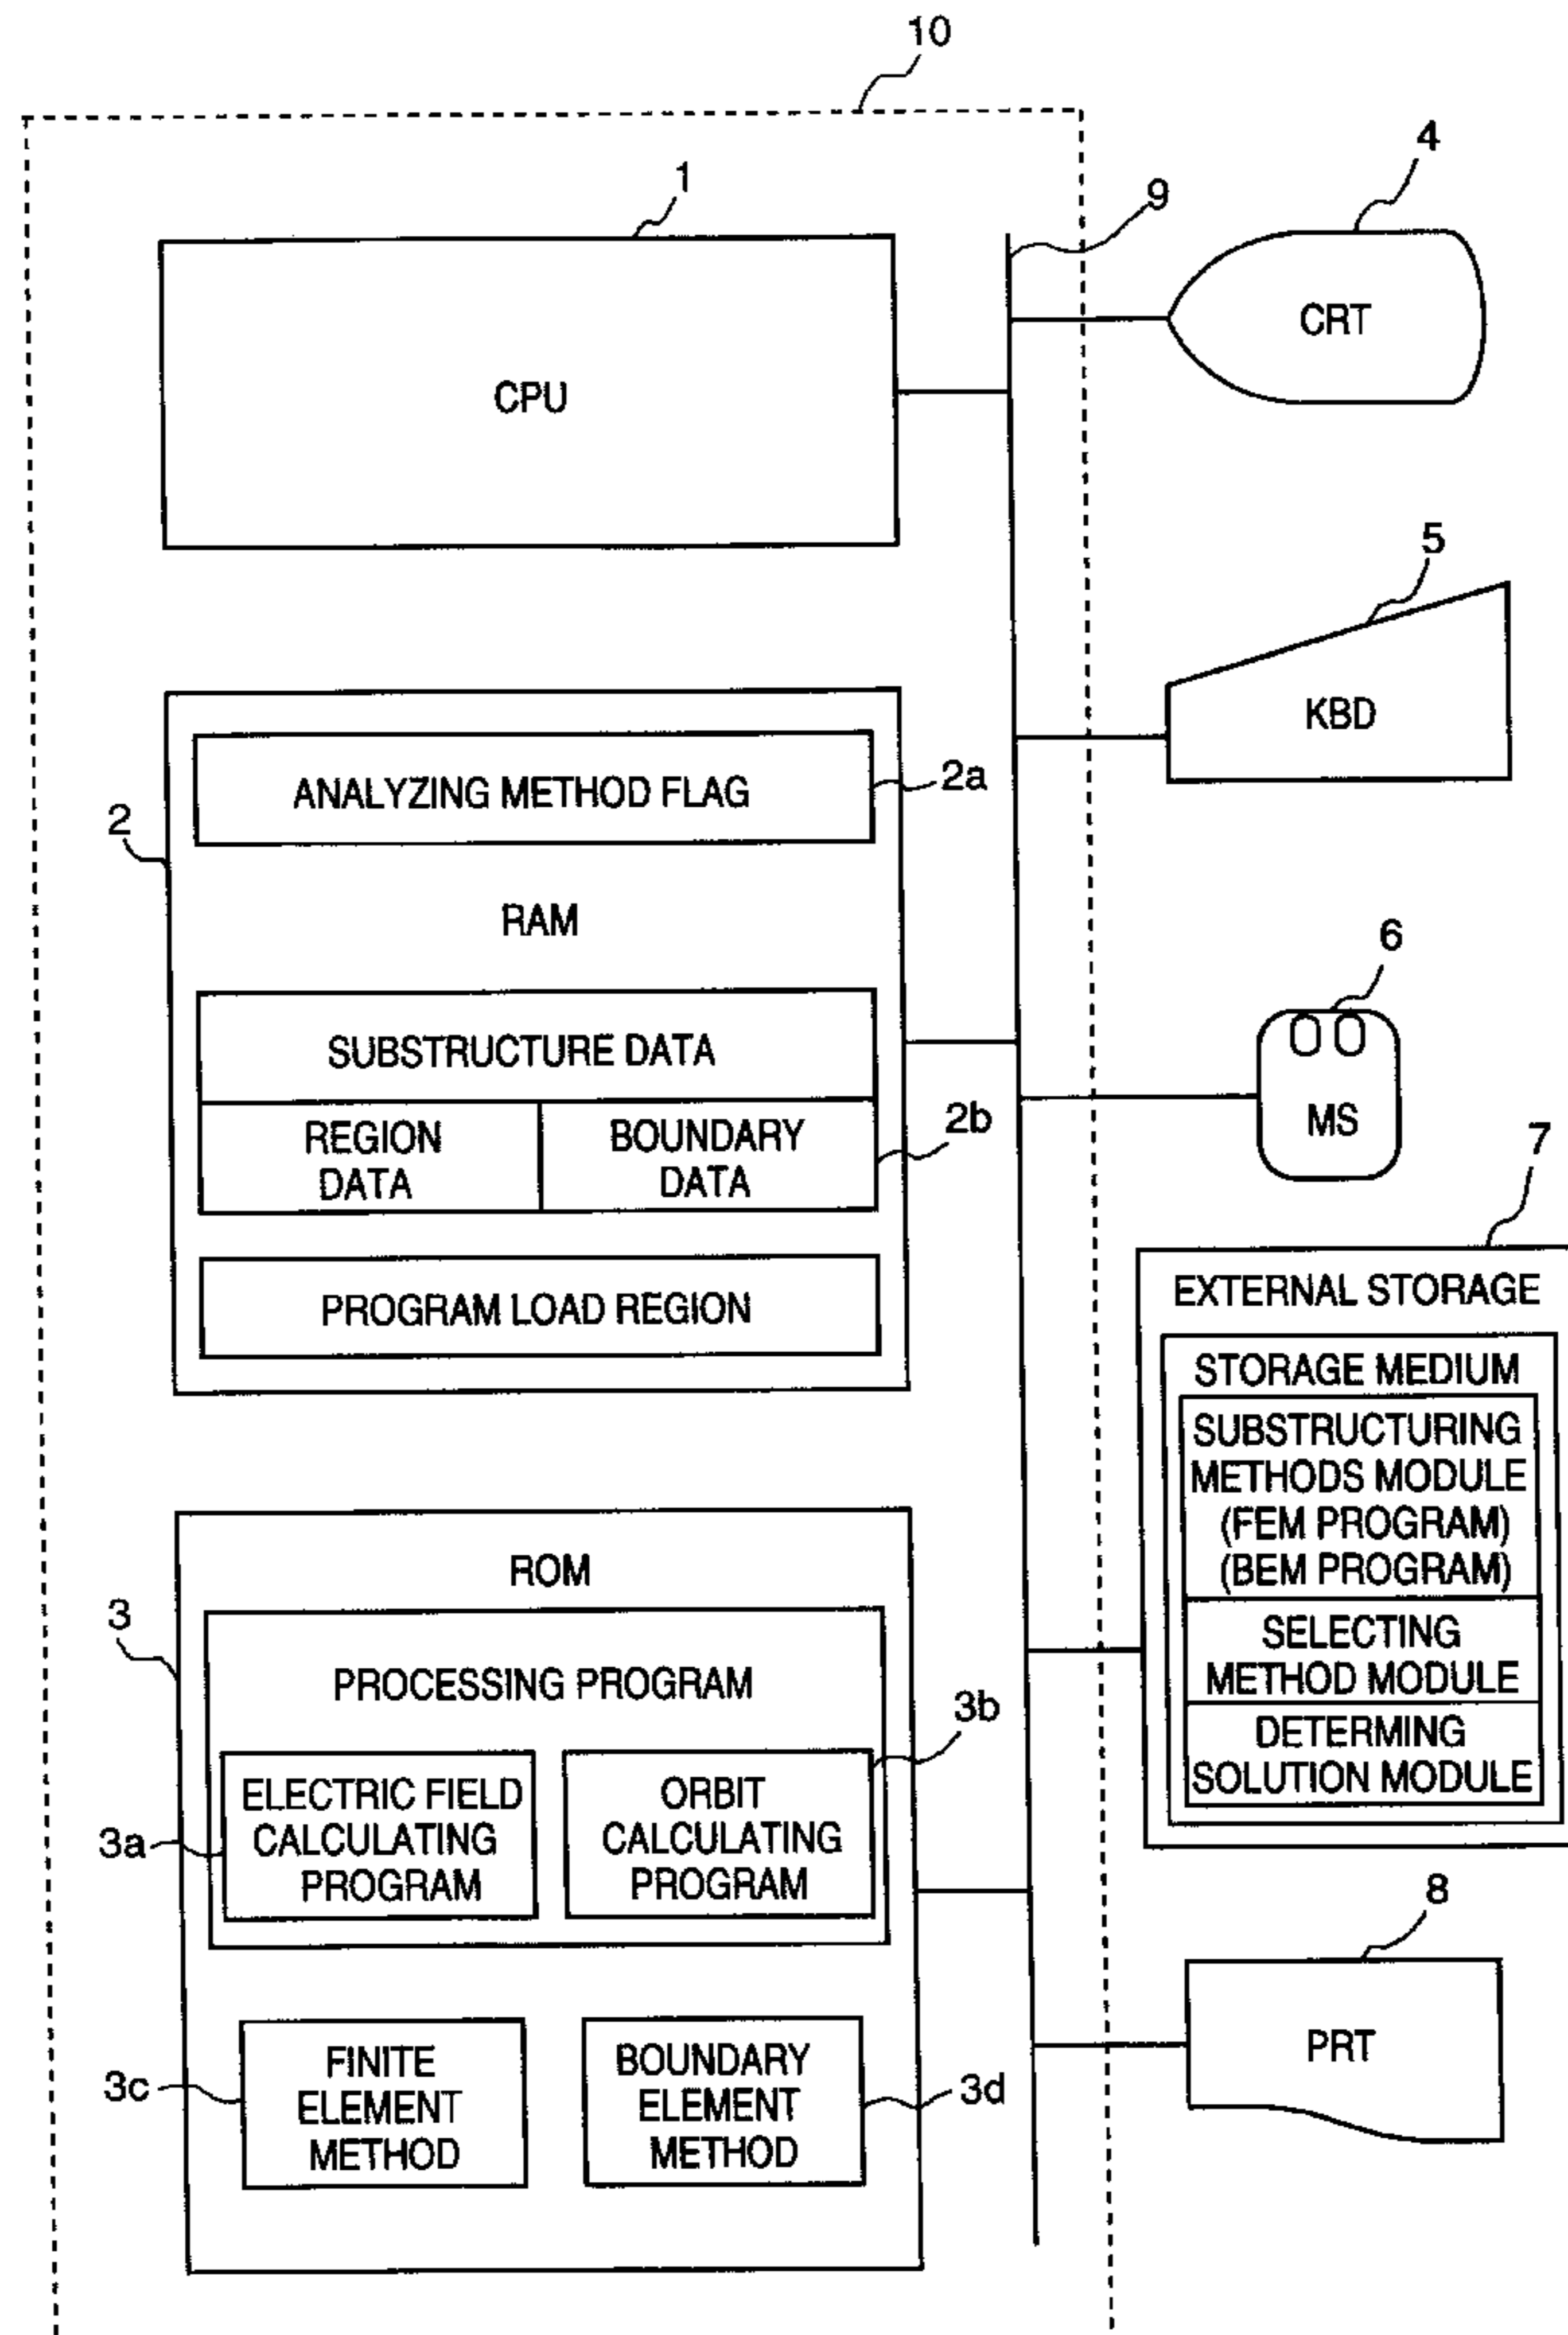 10
1
9
4
CPU
CRT
5
KBD
2
ANALYZING METHOD FLAG
2a
RAM
SUBSTRUCTURE DATA
REGION
DATA
BOUNDARY
DATA
2b
PROGRAM LOAD REGION
6
MS
7
EXTERNAL STORAGE
STORAGE MEDIUM
SUBSTRUCTURING
METHODS MODULE
(FEM PROGRAM)
(BEM PROGRAM)
SELECTING
METHOD MODULE
DETERMING
SOLUTION MODULE
3
ROM
PROCESSING PROGRAM
3a
ELECTRIC FIELD
CALCULATING
PROGRAM
3b
ORBIT
CALCULATING
PROGRAM
3c
FINITE
ELEMENT
METHOD
BOUNDARY
ELEMENT
METHOD
3d
8
PRT